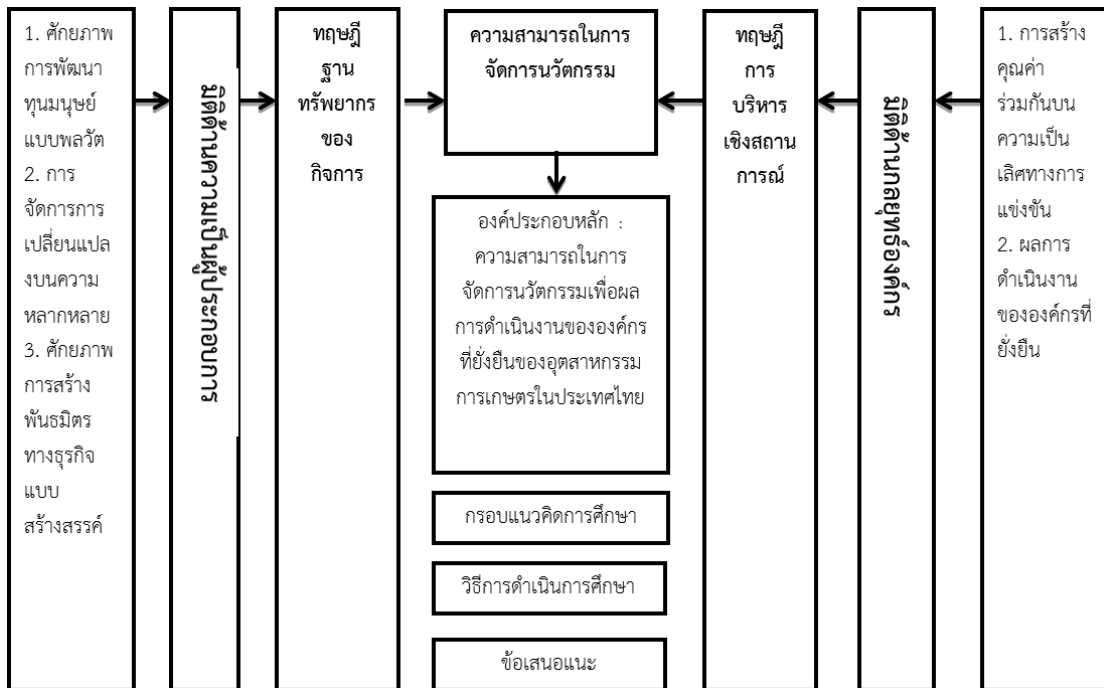 1. ศักยภาพ
การพัฒนา
ทุนมนุษย์
แบบพลวัต
2. การ
จัดการการ
เปลี่ยนแปล
งบนความ
หลากหลาย
3. ศักยภาพ
การสร้าง
พันธมิตร
ทางธุรกิจ
แบบ
สร้างสรรค์
มิติด้านความเป็นผู้ประกอบการ
ทฤษฎี
ฐาน
ทรัพยากร
ของ
กิจการ
ความสามารถในการ
จัดการนวัตกรรม
องค์ประกอบหลัก :
ความสามารถในการ
จัดการนวัตกรรมเพื่อผล
การดำเนินงานขององค์กร
ที่ยั่งยืนของอุตสาหกรรม
การเกษตรในประเทศไทย
กรอบแนวคิดการศึกษา
วิธีการดำเนินการศึกษา
ข้อเสนอแนะ
ทฤษฎี
การ
บริหาร
เชิงสถาน
การณ์
มิติด้านกลยุทธ์องค์กร
1. การสร้าง
คุณค่า
ร่วมกันบน
ความเป็น
เลิศทางการ
แข่งขัน
2. ผลการ
ดำเนินงาน
ขององค์กรที่
ยั่งยืน